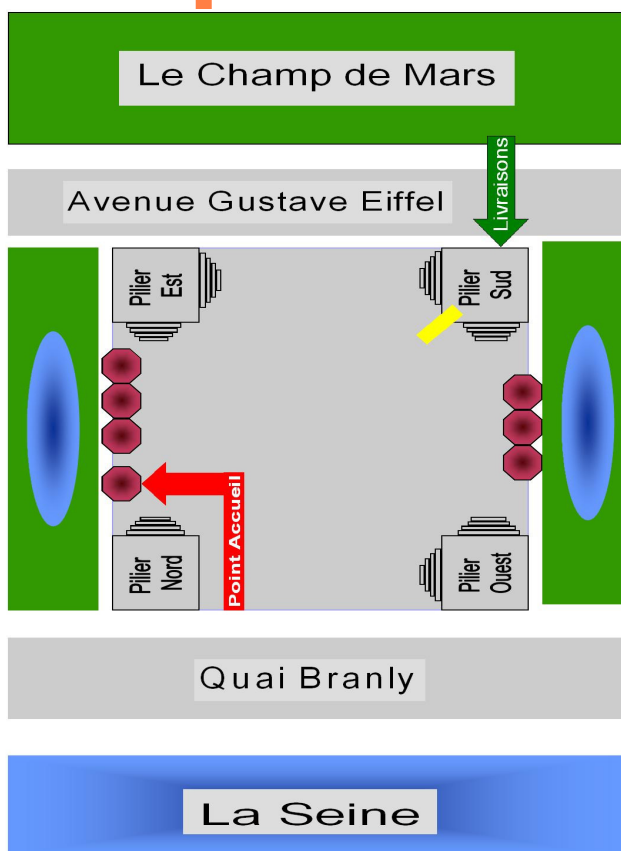 Le Champ de Mars
Livraisons
Avenue Gustave Eiffel
Pilier
Est
Pilier
Sud
Point Accueil
Pilier
Nord
Pilier
Ouest
Quai Branly
La Seine